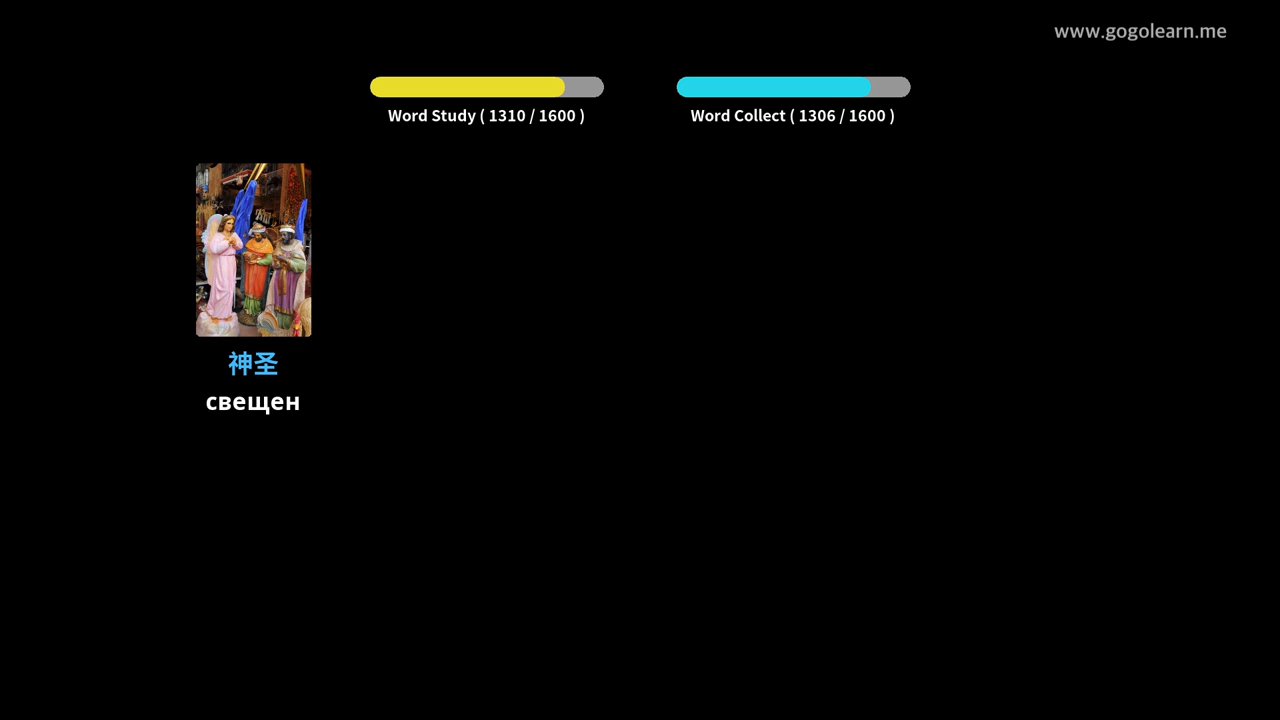 www.gogolearn.me
Word Study ( 1310 / 1600 )
Word Collect ( 1306 / 1600 )
神圣
свещен